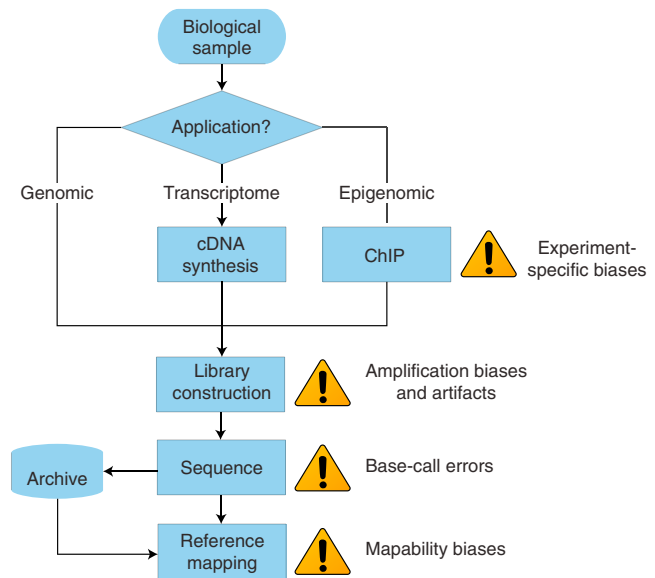 Biological
sample
Application?
Genomic
Transcriptome
Epigenomic
cDNA
synthesis
ChIP
Experiment-
specific biases
Library
construction
Amplification biases
and artifacts
Archive
Sequence
Base-call errors
Reference
mapping
Mapability biases